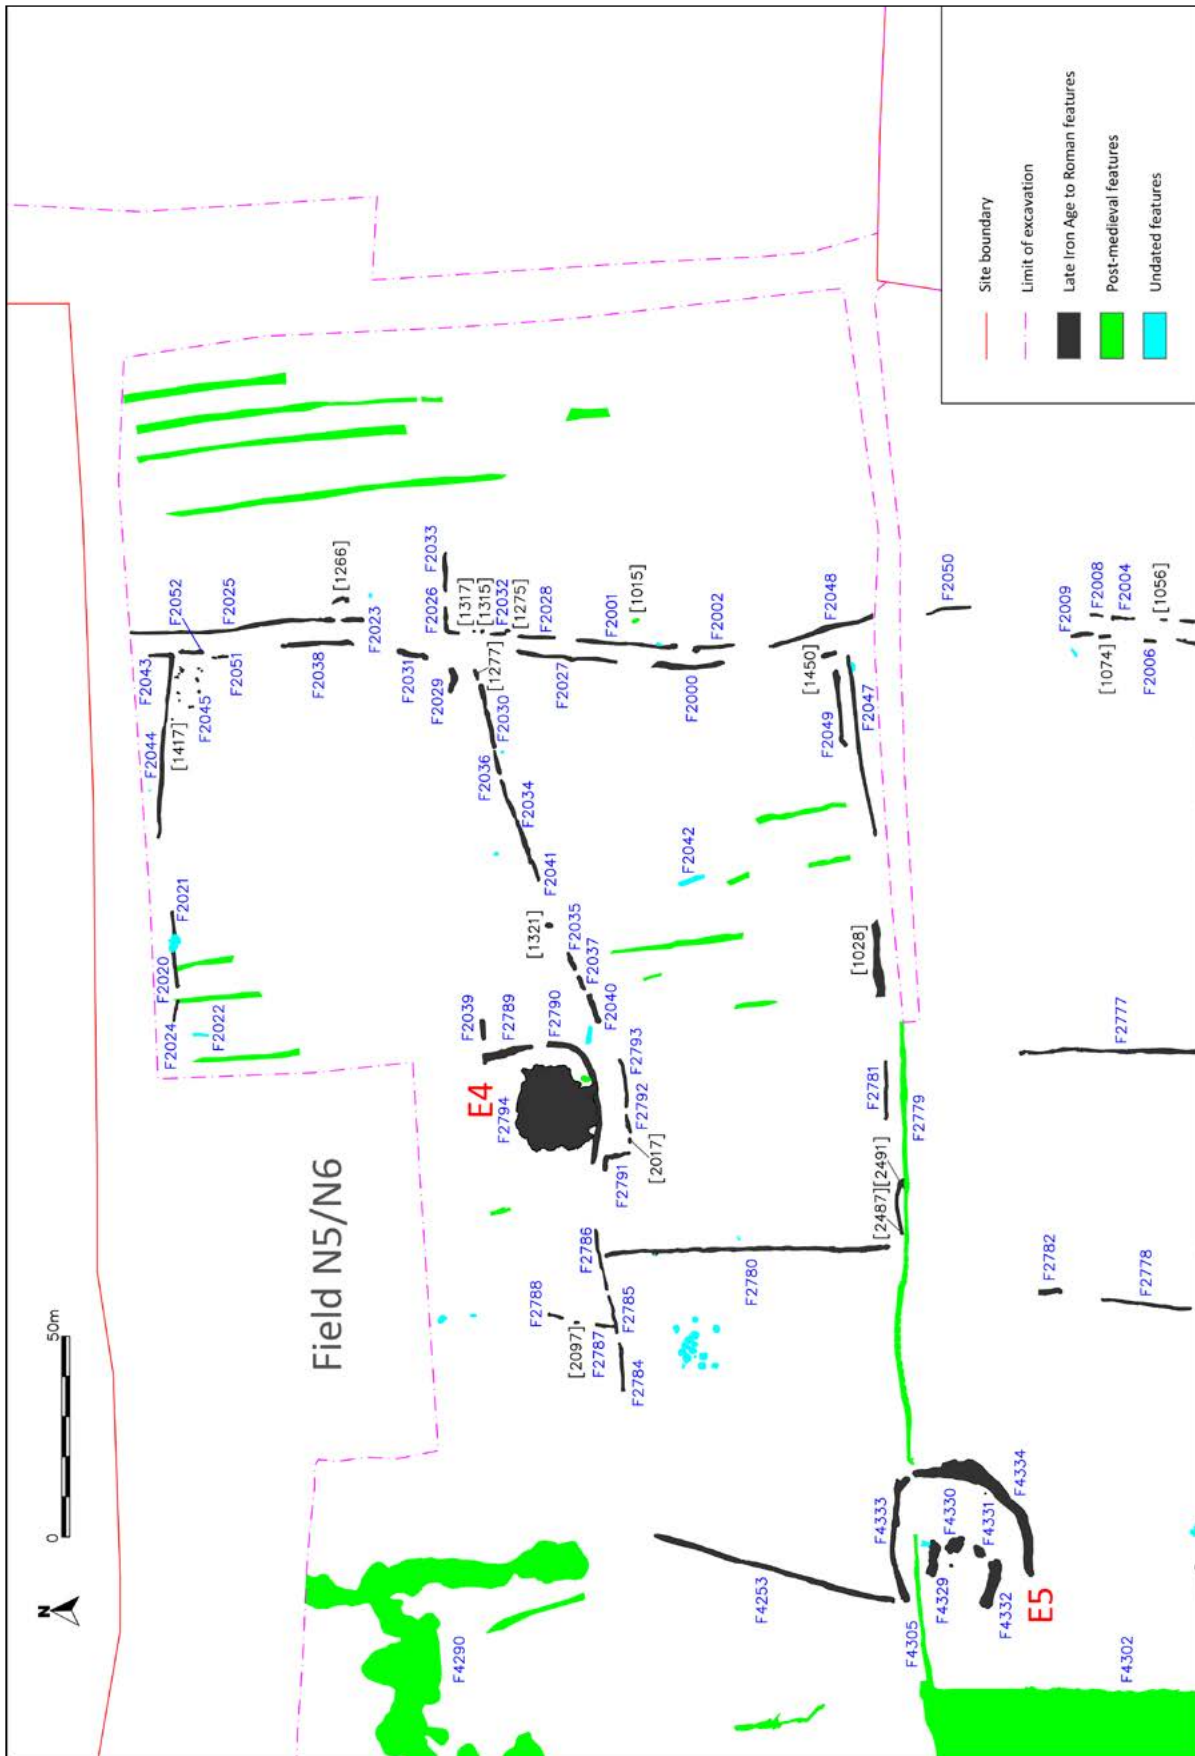 N
0
50m
Field N5/N6
F2024
F2020
F2021
F2022
F2044
F2043
F2052
F2025
[1417]
F2045
F2051
[1266]
F2038
F2023
F2031
F2026
F2033
F2029
[1317]
[1315]
F2032
[1275]
[1277]
F2028
F2030
F2036
F2034
F2041
F2027
F2001
[1015]
F2039
F2789
E4
F2794
F2790
[1321]
F2035
F2037
F2040
F2793
F2792
[2017]
F2791
F2042
F2000
F2002
F2788
[2097]
F2787
F2786
F2785
F2784
F2780
F4290
F4253
[1450]
F2048
F2049
F2047
[1028]
F2781
F2779
[2487]
[2491]
F2050
F4333
F4305
F4329
F4330
F4331
F4332
F4334
E5
F4302
F2782
F2778
F2777
F2009
F2008
F2004
[1074]
[1056]
F2006
Site boundary
Limit of excavation
Late Iron Age to Roman features
Post-medieval features
Undated features